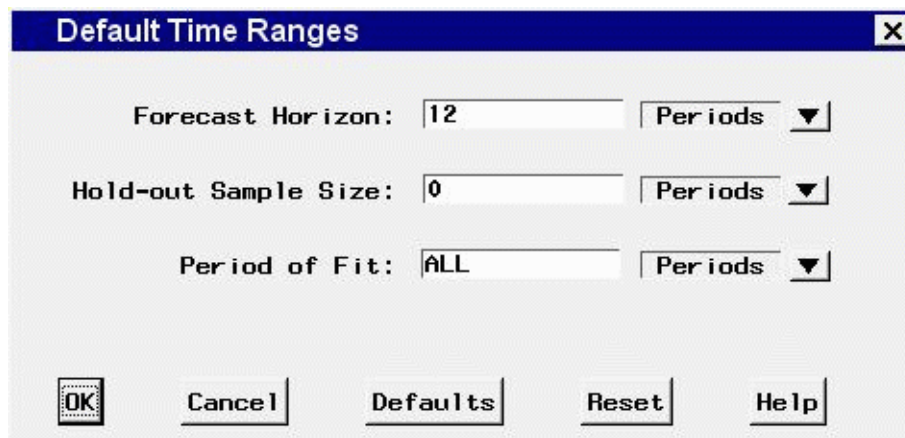 Default Time Ranges
Forecast Horizon: 12 Periods
Hold-out Sample Size: 0 Periods
Period of Fit: ALL Periods
OK Cancel Defaults Reset Help